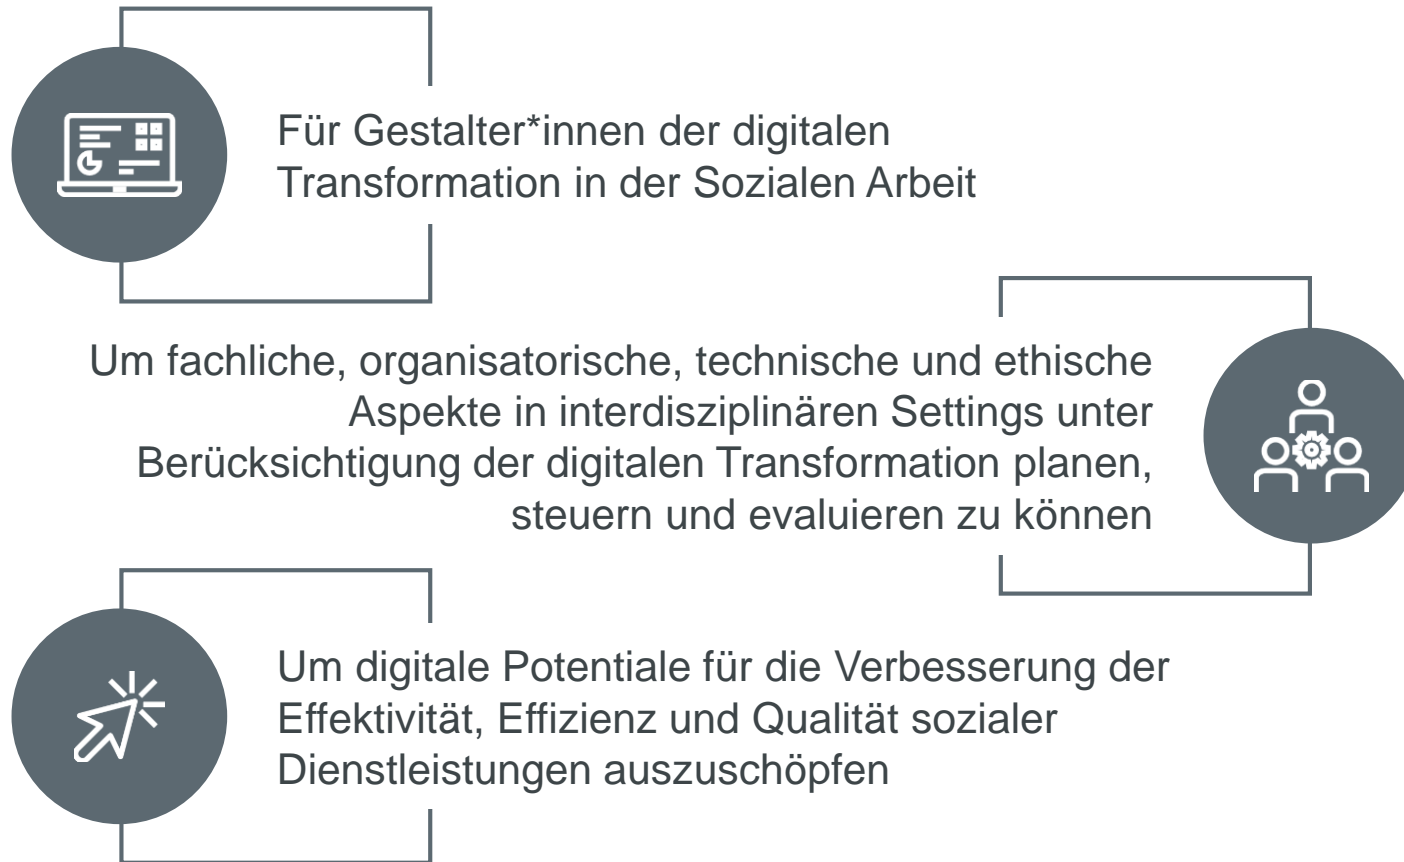 Für Gestalter*innen der digitalen
Transformation in der Sozialen Arbeit
Um fachliche, organisatorische, technische und ethische
Aspekte in interdisziplinären Settings unter
Berücksichtigung der digitalen Transformation planen,
steuern und evaluieren zu können
Um digitale Potentiale für die Verbesserung der
Effektivität, Effizienz und Qualität sozialer
Dienstleistungen auszuschöpfen